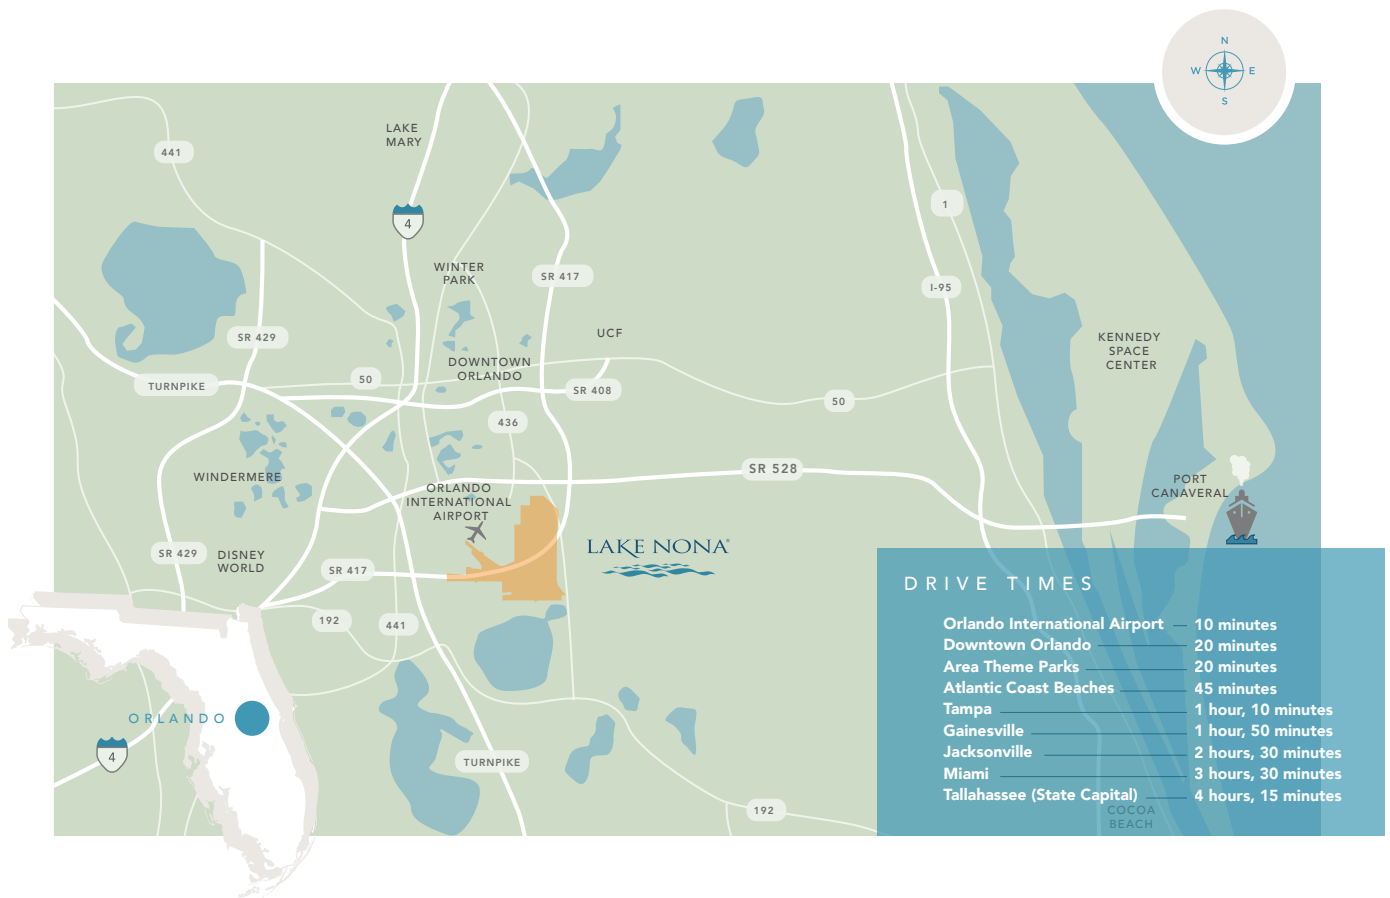 N
W E
S
LAKE
MARY
441
4
1
WINTER
PARK
SR 417
I-95
SR 429
UCF
KENNEDY
SPACE
CENTER
DOWNTOWN
ORLANDO
TURNPIKE
50
SR 408
50
436
SR 528
WINDERMERE
PORT
CANAVERAL
ORLANDO
INTERNATIONAL
AIRPORT
LAKE NONA®
SR 429
DISNEY
WORLD
SR 417
192
441
DRIVE TIMES
Orlando International Airport 10 minutes
Downtown Orlando 20 minutes
Area Theme Parks 20 minutes
Atlantic Coast Beaches 45 minutes
Tampa 1 hour, 10 minutes
Gainesville 1 hour, 50 minutes
Jacksonville 2 hours, 30 minutes
Miami 3 hours, 30 minutes
Tallahassee (State Capital) 4 hours, 15 minutes
ORLANDO
4
TURNPIKE
192
COCOA
BEACH